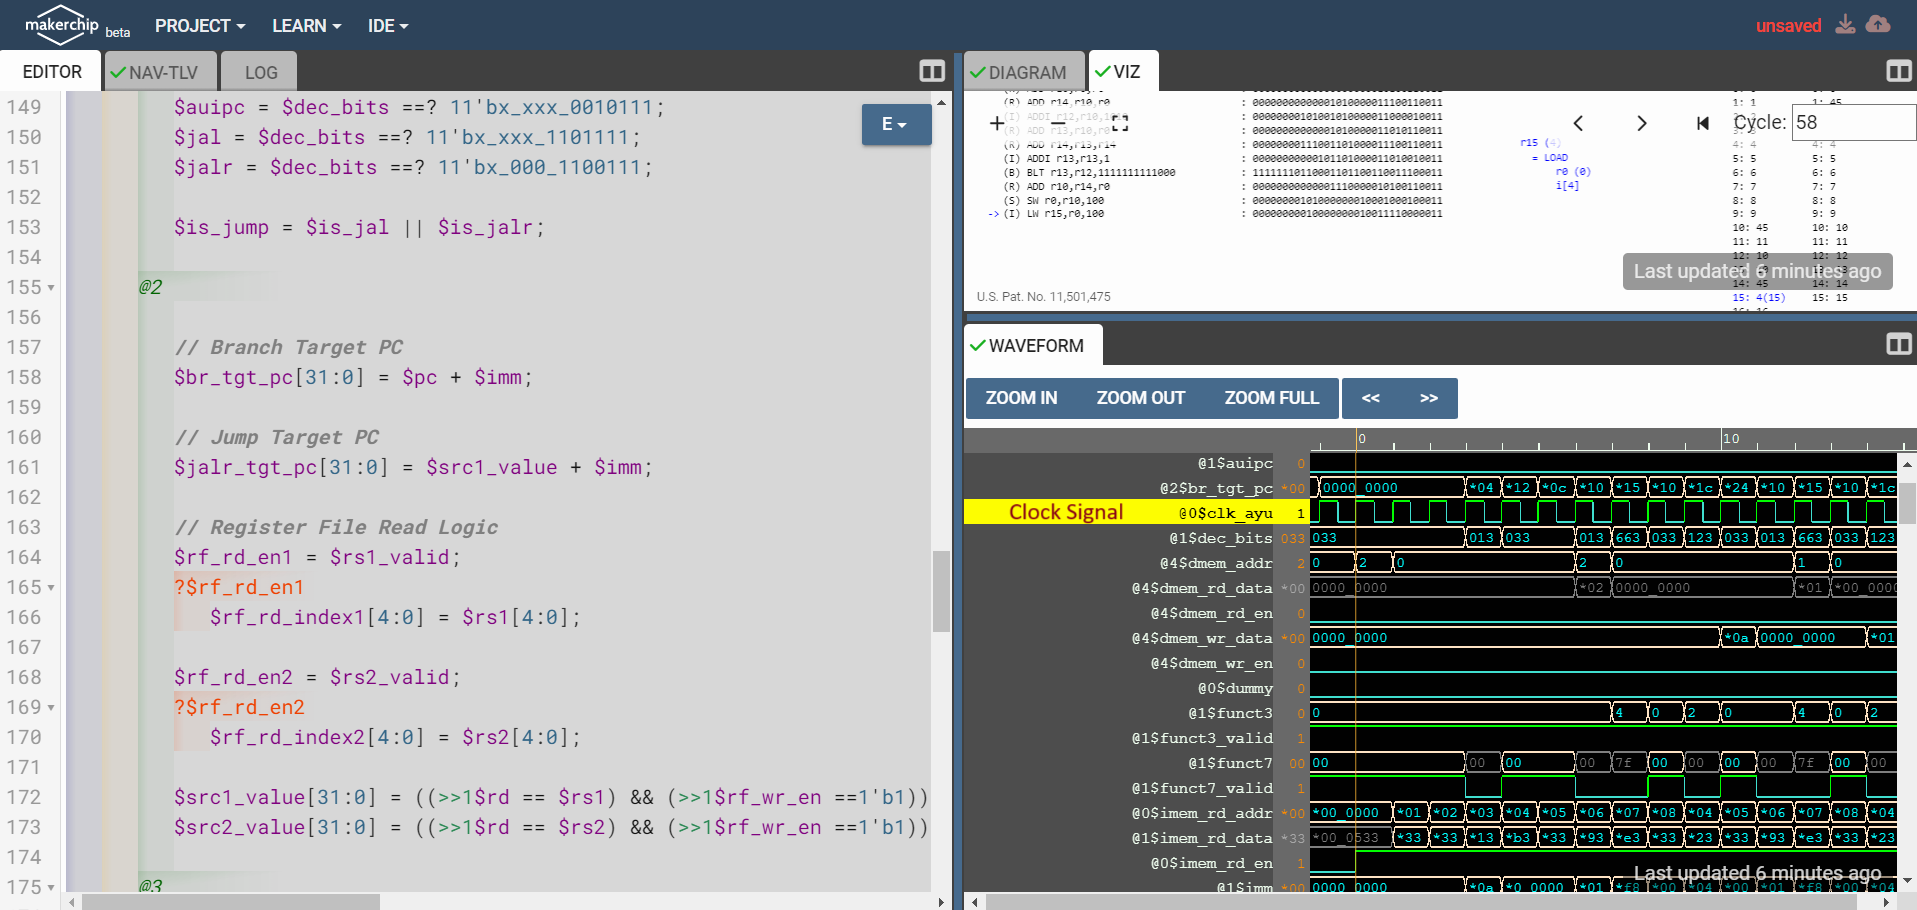 makerchip beta PROJECT LEARN IDE unsaved
EDITOR NAV-TLV LOG
149 $auipc = $dec_bits ==? 11'bx_xxx_0010111;
150 $jal = $dec_bits ==? 11'bx_xxx_1101111;
151 $jalr = $dec_bits ==? 11'bx_000_1100111;
152
153 $is_jump = $is_jal || $is_jalr;
154
155 @2
156
157 // Branch Target PC
158 $br_tgt_pc[31:0] = $pc + $imm;
159
160 // Jump Target PC
161 $jalr_tgt_pc[31:0] = $src1_value + $imm;
162
163 // Register File Read Logic
164 $rf_rd_en1 = $rs1_valid;
165 ?$rf_rd_en1
166 $rf_rd_index1[4:0] = $rs1[4:0];
167
168 $rf_rd_en2 = $rs2_valid;
169 ?$rf_rd_en2
170 $rf_rd_index2[4:0] = $rs2[4:0];
171
172 $src1_value[31:0] = ((>>1$rd == $rs1) && (>>1$rf_wr_en ==1'b1))
173 $src2_value[31:0] = ((>>1$rd == $rs2) && (>>1$rf_wr_en ==1'b1))
174
175 @3
E
DIAGRAM VIZ
(R) ADD r14,r10,r0
(I) ADDI r12,r10,
(R) ADD r13,r10,r0
(R) ADD r14,r13,r14
(I) ADDI r13,r13,1
(B) BLT r13,r12,1111111111000
(R) ADD r10,r14,r0
(S) SW r0,r10,100
-> (I) LW r15,r0,100
r15 (4)
= LOAD
r0 (0)
i[4]
Cycle: 58
1: 1 1: 45
4: 4 4: 4
5: 5 5: 5
6: 6 6: 6
7: 7 7: 7
8: 8 8: 8
9: 9 9: 9
10: 45 10: 10
11: 11 11: 11
12: 10 12: 12
14: 45 14: 14
15: 4(15) 15: 15
Last updated 6 minutes ago
U.S. Pat. No. 11,501,475
WAVEFORM
ZOOM IN ZOOM OUT ZOOM FULL << >>
0 10
@1$auipc 0
@2$br_tgt_pc *00 0000_0000 *04 *12 *0c *10 *15 *10 *1c *24 *10 *15 *10 *1c
Clock Signal @0$clk_ayu 1
@1$dec_bits 033 033 013 033 013 663 033 123 033 013 663 033 123
@4$dmem_addr 2 0 2 0 2 0 1 0
@4$dmem_rd_data *00 0000_0000 *02 0000_0000 *01 *00_0000
@4$dmem_rd_en 0
@4$dmem_wr_data *00 0000_0000 *0a 0000_0000 *01
@4$dmem_wr_en 0
@0$dummy 0
@1$funct3 0 0 4 0 2 0 4 0 2
@1$funct3_valid 1
@1$funct7 00 00 00 00 00 7f 00 00 00 00 7f 00 00
@1$funct7_valid 1
@0$imem_rd_addr *00 *00_0000 *01 *02 *03 *04 *05 *06 *07 *08 *04 *05 *06 *07 *08 *04
@1$imem_rd_data *33 *00_0533 *33 *33 *13 *b3 *33 *93 *e3 *33 *23 *33 *93 *e3 *33 *23
@0$imem_rd_en 1
Last updated 6 minutes ago
@1$imm *00 0000_0000 *0a *0_0000 *01 *f8 *00 *04 *00 *01 *f8 *00 *04